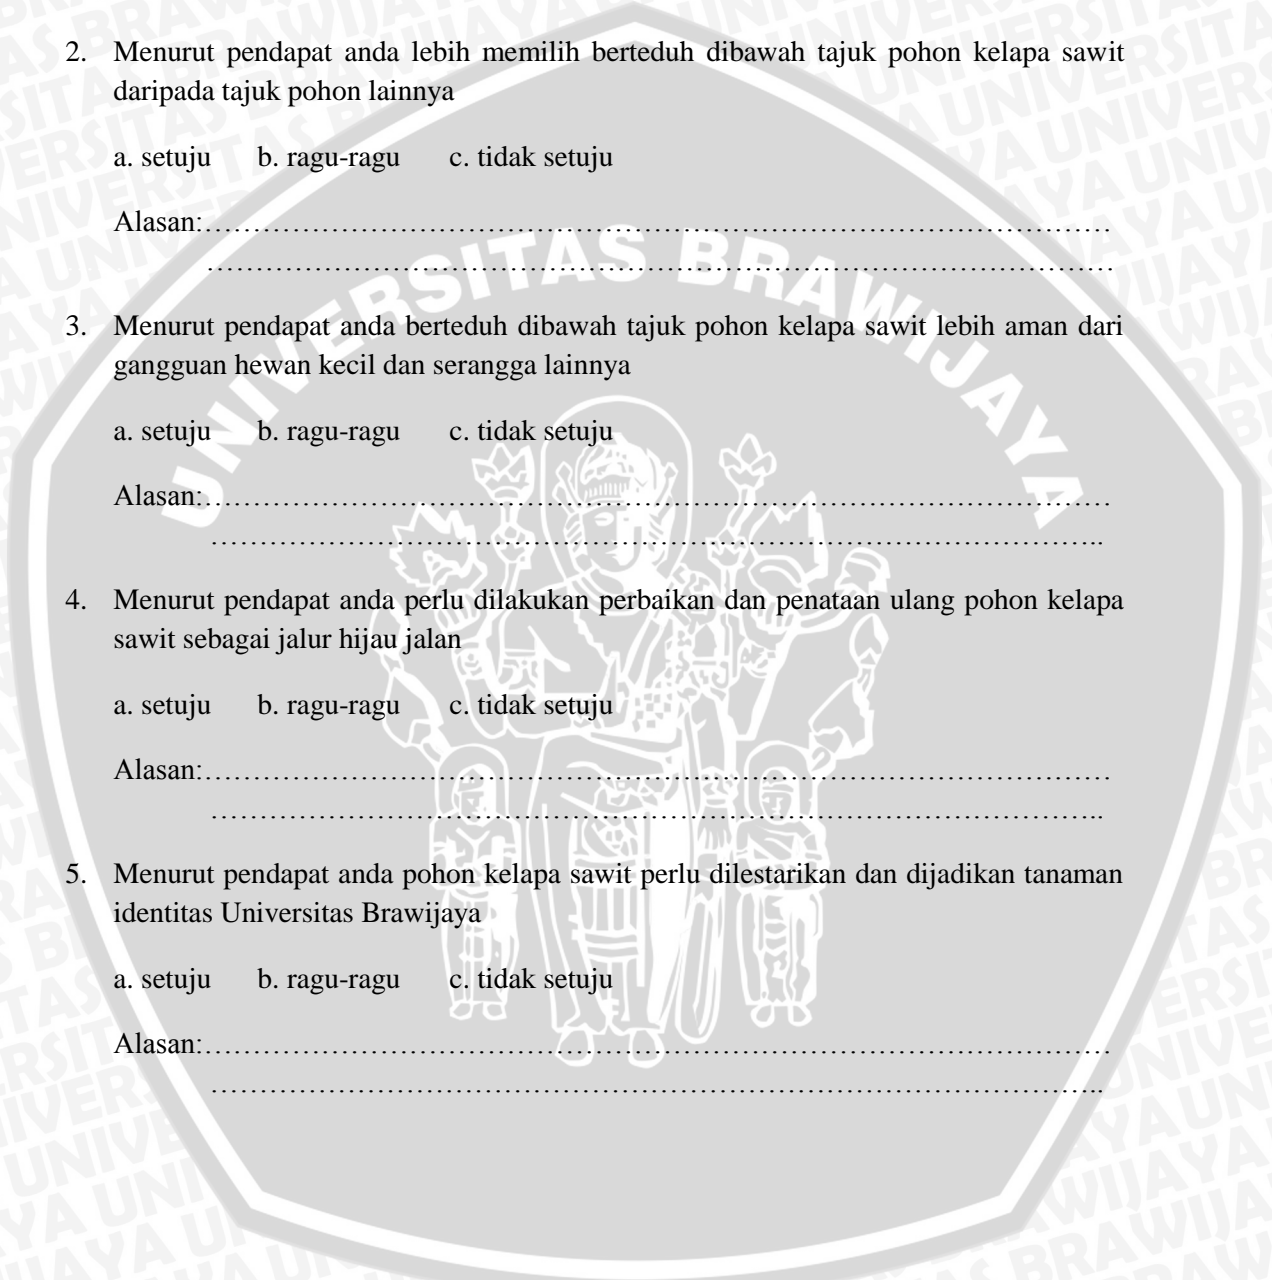 2. Menurut pendapat anda lebih memilih berteduh dibawah tajuk pohon kelapa sawit
daripada tajuk pohon lainnya
a. setuju b. ragu-ragu c. tidak setuju
Alasan:……………………………………………………………………………
……………………………………………………………………………
3. Menurut pendapat anda berteduh dibawah tajuk pohon kelapa sawit lebih aman dari
gangguan hewan kecil dan serangga lainnya
a. setuju b. ragu-ragu c. tidak setuju
Alasan:……………………………………………………………………………
…………………………………………………………………………..
4. Menurut pendapat anda perlu dilakukan perbaikan dan penataan ulang pohon kelapa
sawit sebagai jalur hijau jalan
a. setuju b. ragu-ragu c. tidak setuju
Alasan:……………………………………………………………………………
…………………………………………………………………………..
5. Menurut pendapat anda pohon kelapa sawit perlu dilestarikan dan dijadikan tanaman
identitas Universitas Brawijaya
a. setuju b. ragu-ragu c. tidak setuju
Alasan:……………………………………………………………………………
…………………………………………………………………………..
UNIVERSITAS BRAWIJAYA